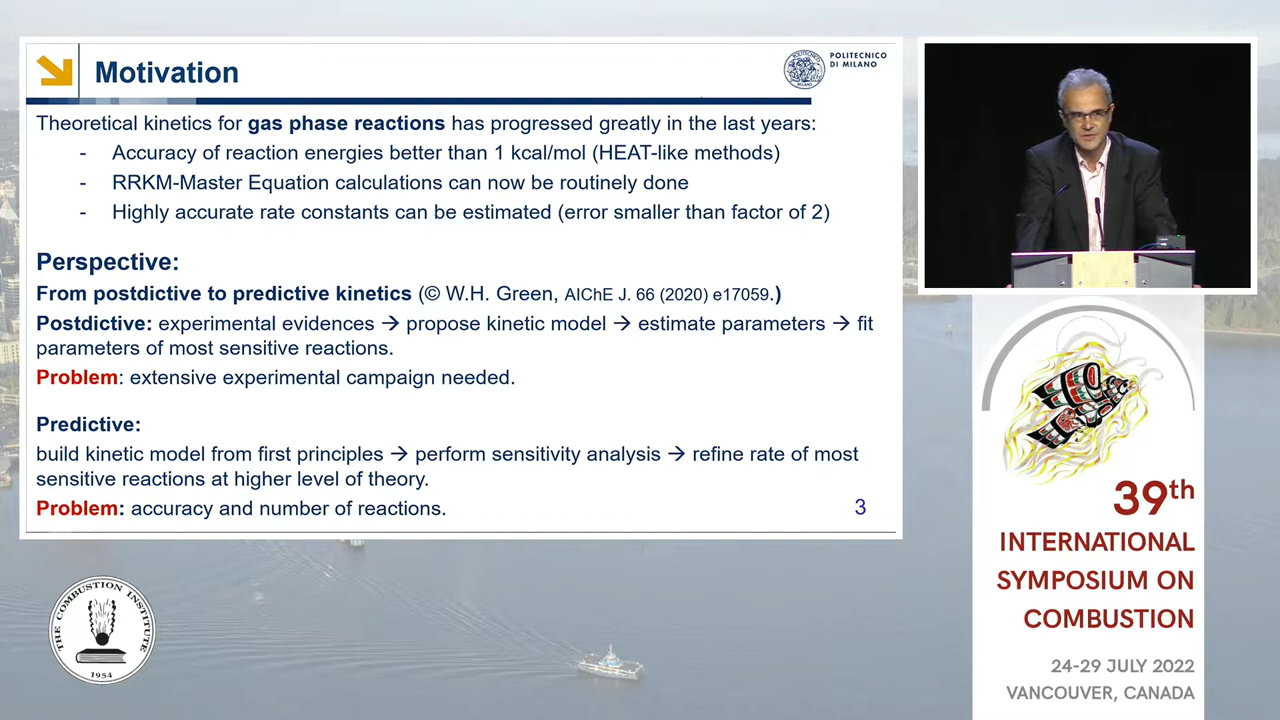 Motivation
POLITECNICO
DI MILANO
Theoretical kinetics for gas phase reactions has progressed greatly in the last years:
- Accuracy of reaction energies better than 1 kcal/mol (HEAT-like methods)
- RRKM-Master Equation calculations can now be routinely done
- Highly accurate rate constants can be estimated (error smaller than factor of 2)
Perspective:
From postdictive to predictive kinetics (© W.H. Green, AIChE J. 66 (2020) e17059.)
Postdictive: experimental evidences → propose kinetic model → estimate parameters → fit
parameters of most sensitive reactions.
Problem: extensive experimental campaign needed.
Predictive:
build kinetic model from first principles → perform sensitivity analysis → refine rate of most
sensitive reactions at higher level of theory.
Problem: accuracy and number of reactions.
3
39th
INTERNATIONAL
SYMPOSIUM ON
COMBUSTION
24-29 JULY 2022
VANCOUVER, CANADA
THE COMBUSTION INSTITUTE
1954